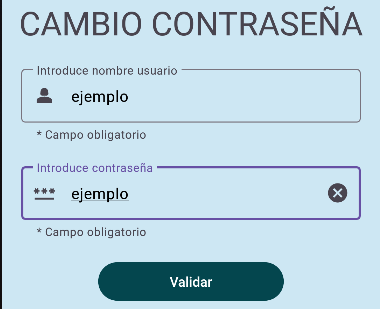 CAMBIO CONTRASEÑA
Introduce nombre usuario
ejemplo
* Campo obligatorio
Introduce contraseña
ejemplo
* Campo obligatorio
Validar